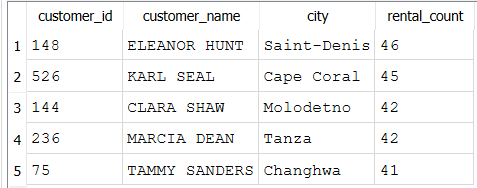 customer_id customer_name city rental_count
1 148 ELEANOR HUNT Saint-Denis 46
2 526 KARL SEAL Cape Coral 45
3 144 CLARA SHAW Molodetno 42
4 236 MARCIA DEAN Tanza 42
5 75 TAMMY SANDERS Changhwa 41